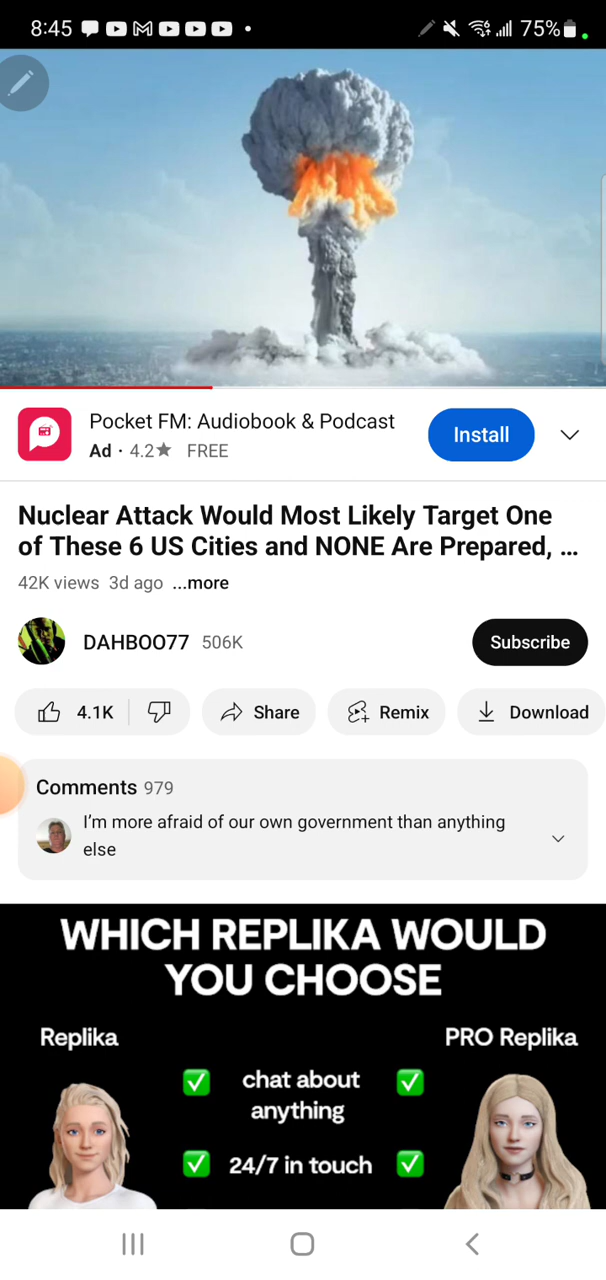 8:45
75%
Pocket FM: Audiobook & Podcast
Ad · 4.2★ FREE
Install
Nuclear Attack Would Most Likely Target One
of These 6 US Cities and NONE Are Prepared, ...
42K views 3d ago ...more
DAHBOO77 506K
Subscribe
4.1K
Share
Remix
Download
Comments 979
I'm more afraid of our own government than anything
else
WHICH REPLIKA WOULD
YOU CHOOSE
Replika
PRO Replika
chat about
anything
24/7 in touch